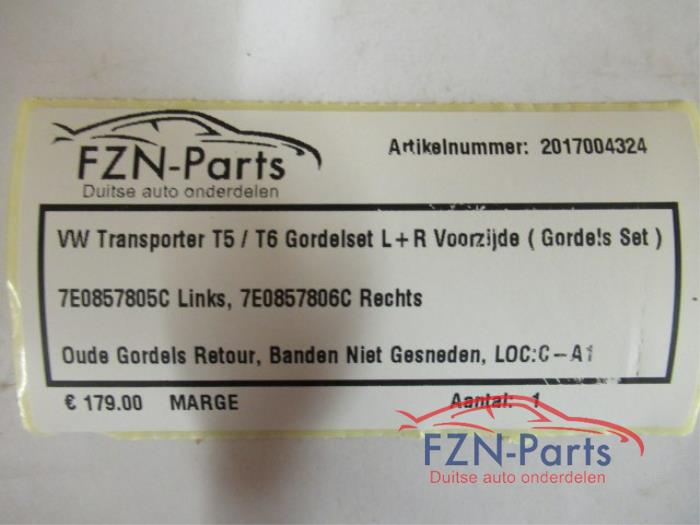 FZN-Parts
Duitse auto onderdelen
Artikelnummer: 2017004324
VW Transporter T5 / T6 Gordelset L+R Voorzijde ( Gordels Set )
7E0857805C Links, 7E0857806C Rechts
Oude Gordels Retour, Banden Niet Gesneden, LOC:C-A1
€ 179.00 MARGE Aantal: 1
FZN-Parts
Duitse auto onderdelen